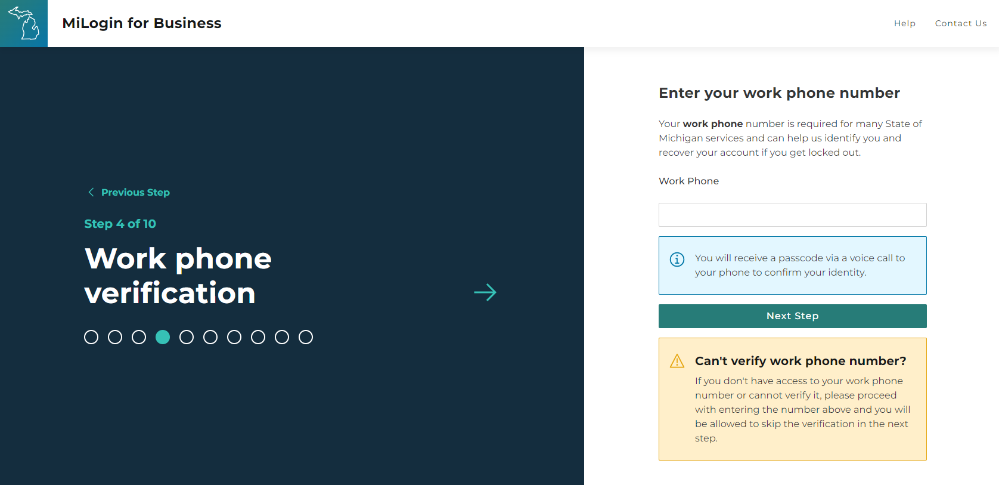 MiLogin for Business
Help
Contact Us
Previous Step
Step 4 of 10
Work phone
verification
Enter your work phone number
Your work phone number is required for many State of
Michigan services and can help us identify you and
recover your account if you get locked out.
Work Phone
You will receive a passcode via a voice call to
your phone to confirm your identity.
Next Step
Can't verify work phone number?
If you don't have access to your work phone
number or cannot verify it, please proceed
with entering the number above and you will
be allowed to skip the verification in the next
step.